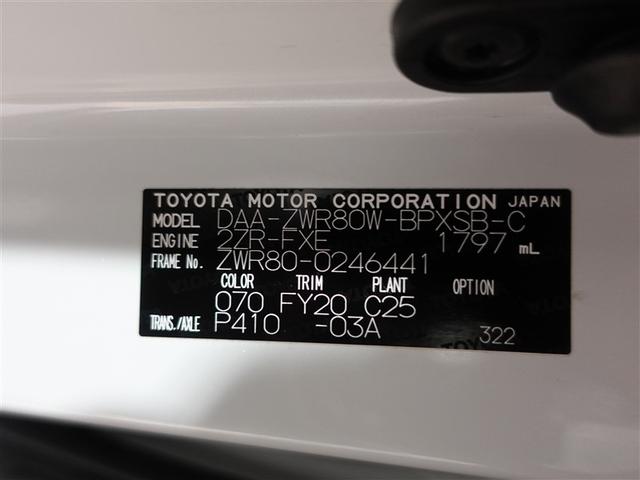 TOYOTA MOTOR CORPORATION JAPAN
MODEL DAA-ZWR80W-BPXSB-C
ENGINE 2ZR-FXE 1797 mL
FRAME No. ZWR80-0246441
COLOR TRIM PLANT OPTION
070 FY20 C25
TRANS./AXLE P410 -03A 322